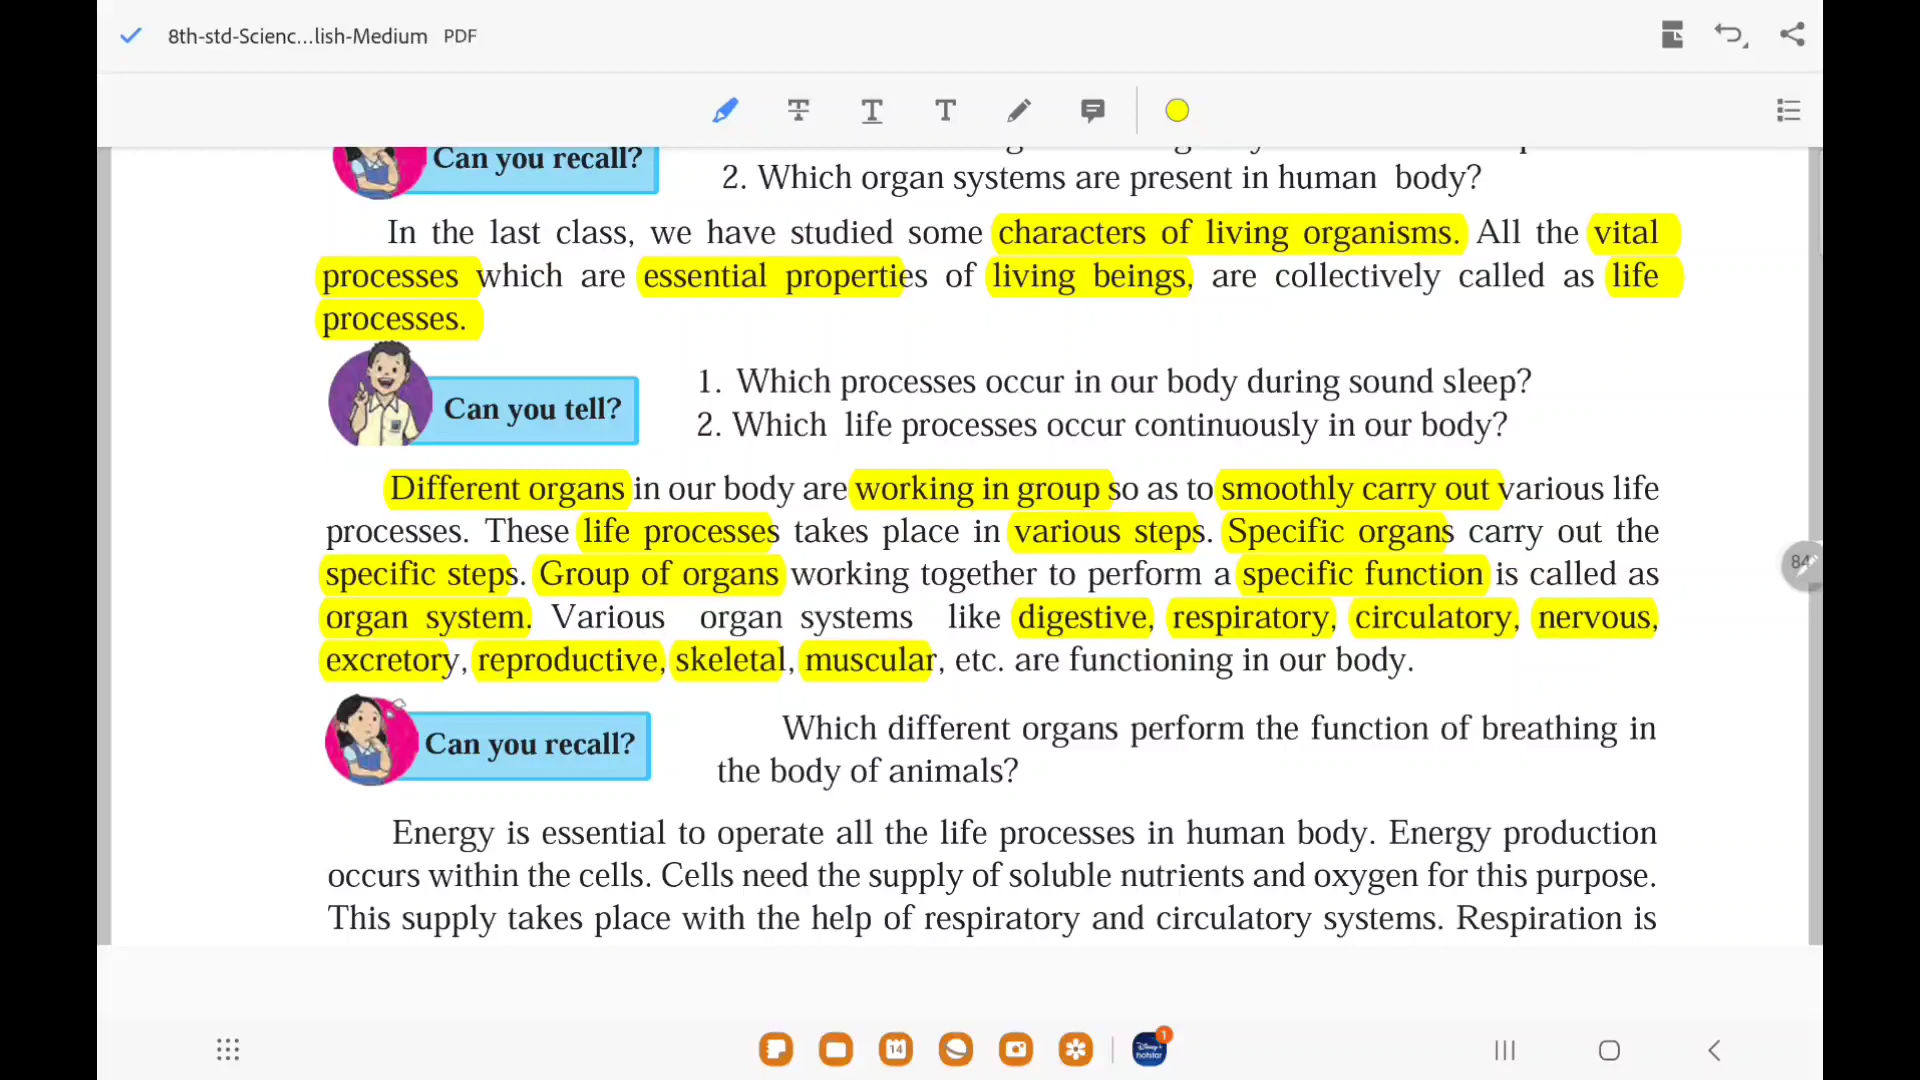 8th-std-Scienc...lish-Medium PDF
Can you recall?
2. Which organ systems are present in human body?
In the last class, we have studied some characters of living organisms. All the vital
processes which are essential properties of living beings, are collectively called as life
processes.
Can you tell?
1. Which processes occur in our body during sound sleep?
2. Which life processes occur continuously in our body?
Different organs in our body are working in group so as to smoothly carry out various life
processes. These life processes takes place in various steps. Specific organs carry out the
specific steps. Group of organs working together to perform a specific function is called as
organ system. Various organ systems like digestive, respiratory, circulatory, nervous,
excretory, reproductive, skeletal, muscular, etc. are functioning in our body.
Can you recall?
Which different organs perform the function of breathing in
the body of animals?
Energy is essential to operate all the life processes in human body. Energy production
occurs within the cells. Cells need the supply of soluble nutrients and oxygen for this purpose.
This supply takes place with the help of respiratory and circulatory systems. Respiration is
84
14
Disney+
hotstar
1